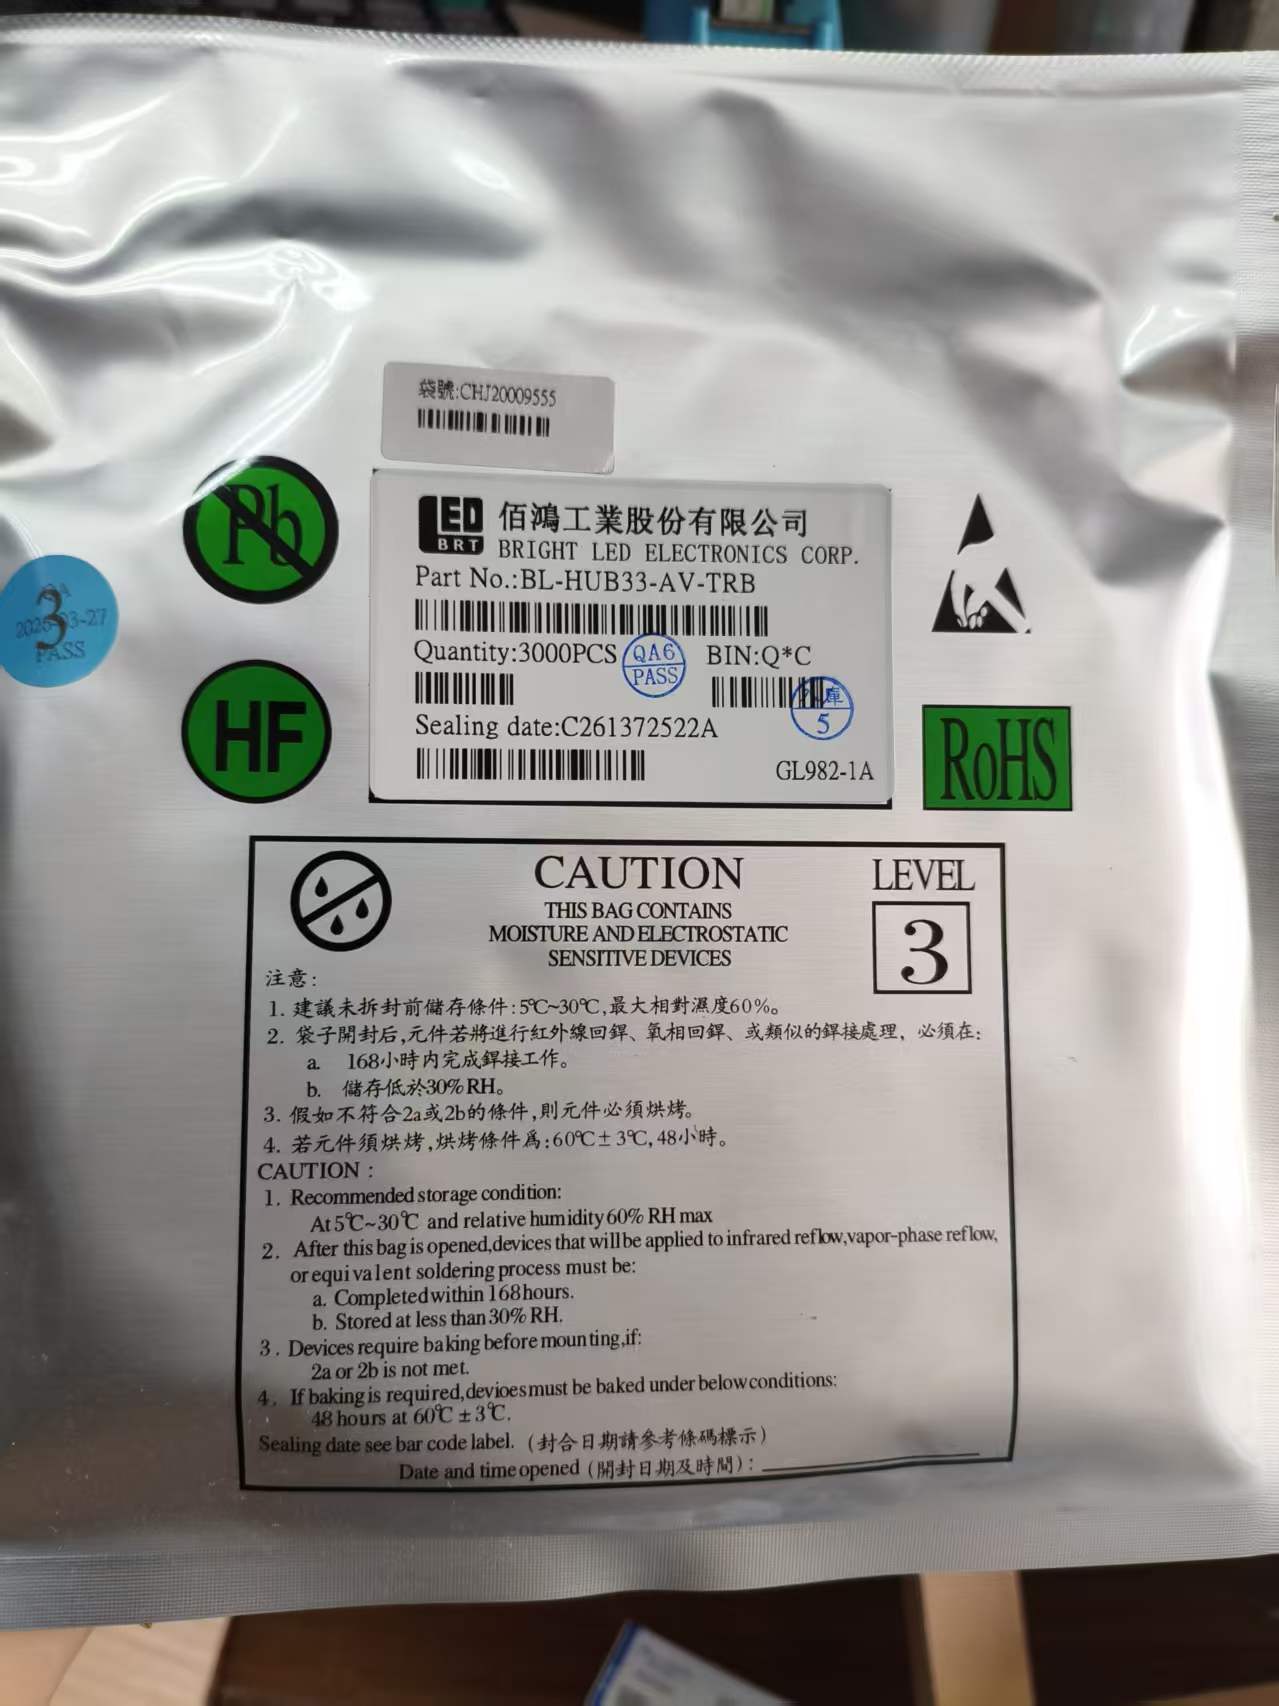 袋號:CHJ20009555
Pb
LED
BRT
佰鴻工業股份有限公司
BRIGHT LED ELECTRONICS CORP.
Part No.:BL-HUB33-AV-TRB
Quantity:3000PCS
QA6
PASS
BIN:Q*C
庫
5
Sealing date:C261372522A
GL982-1A
3
PASS
HF
RoHS
CAUTION
THIS BAG CONTAINS
MOISTURE AND ELECTROSTATIC
SENSITIVE DEVICES
LEVEL
3
注意:
1. 建議未拆封前儲存條件:5℃~30℃,最大相對濕度60%。
2. 袋子開封后,元件若將進行紅外線回銲、氧相回銲、或類似的銲接處理, 必須在:
a. 168小時内完成銲接工作。
b. 儲存低於30% RH。
3. 假如不符合2a或2b的條件,則元件必須烘烤。
4. 若元件須烘烤,烘烤條件為:60℃±3℃,48小時。
CAUTION :
1. Recommended storage condition:
At 5℃~30℃ and relative humidity 60% RH max
2. After this bag is opened,devices that will be applied to infrared reflow,vapor-phase reflow,
or equivalent soldering process must be:
a. Completed within 168 hours.
b. Stored at less than 30% RH.
3. Devices require baking before mounting,if:
2a or 2b is not met.
4. If baking is required,devioes must be baked under below conditions:
48 hours at 60℃ ±3℃.
Sealing date see bar code label. (封合日期請參考條碼標示)
Date and time opened (開封日期及時間):